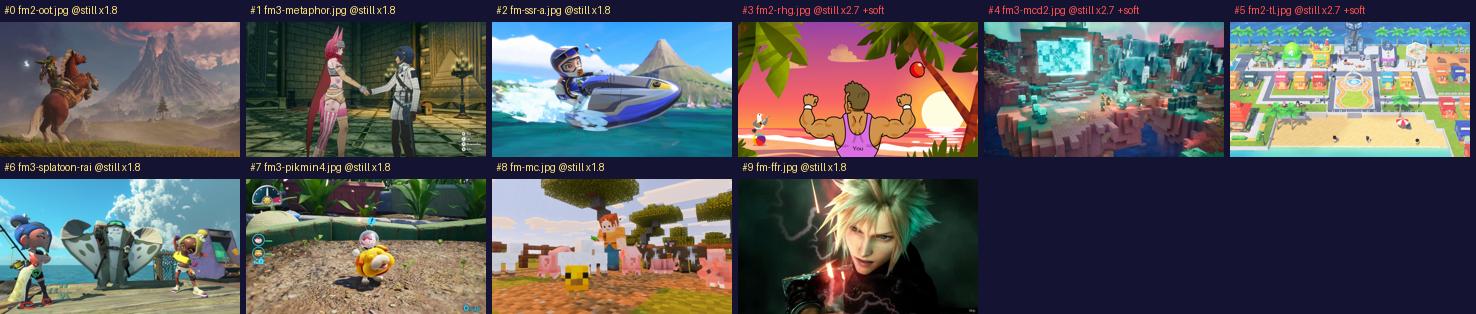 #0 fm2-oot.jpg @still x1.8
#1 fm3-metaphor.jpg @still x1.8
#2 fm-ssr-a.jpg @still x1.8
#3 fm2-rhg.jpg @still x2.7 +soft
#4 fm3-mcd2.jpg @still x2.7 +soft
#5 fm2-tl.jpg @still x2.7 +soft
You
#6 fm3-splatoon-rai @still x1.8
#7 fm3-pikmin4.jpg @still x1.8
#8 fm-mc.jpg @still x1.8
#9 fm-ffr.jpg @still x1.8